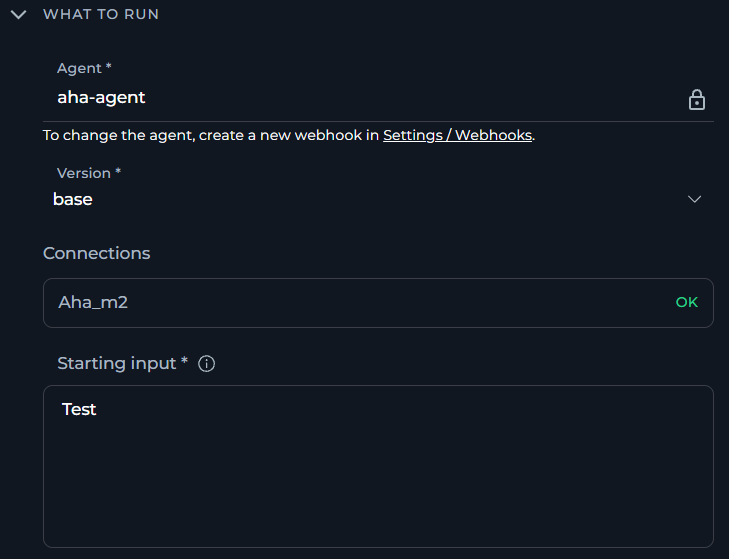 WHAT TO RUN
Agent *
aha-agent
To change the agent, create a new webhook in Settings / Webhooks.
Version *
base
Connections
Aha_m2 OK
Starting input *
Test